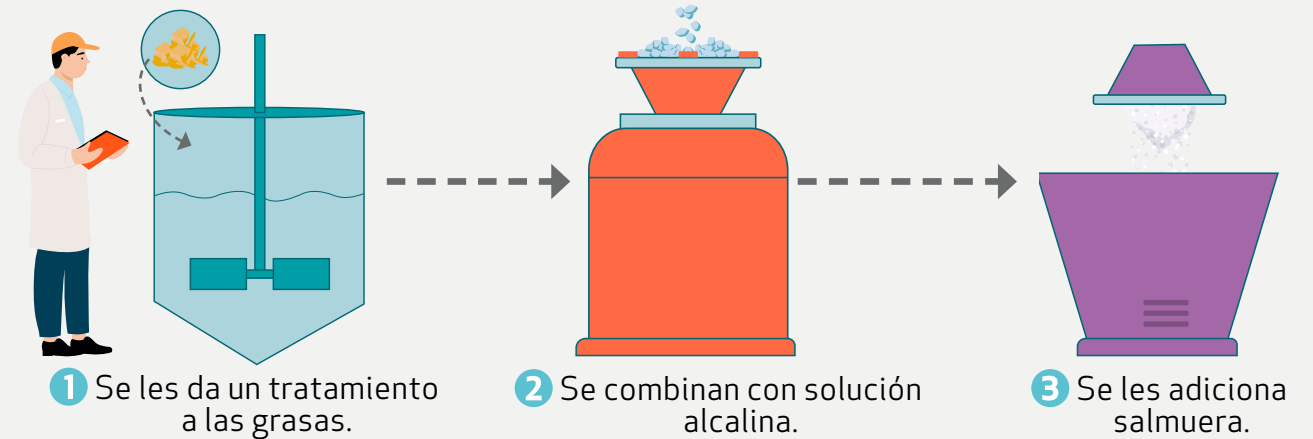 1 Se les da un tratamiento
a las grasas.
2 Se combinan con solución
alcalina.
3 Se les adiciona
salmuera.